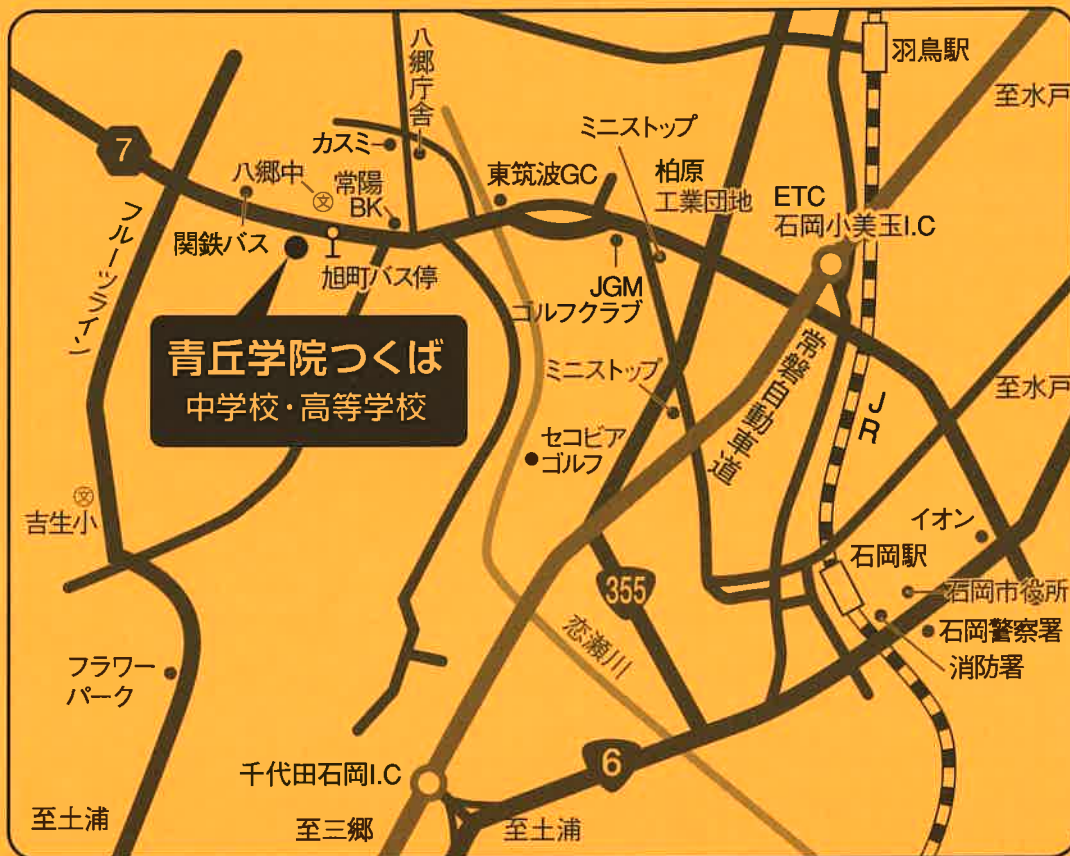 羽鳥駅
至水戸
八郷庁舎
ミニストップ
カスミ
7
八郷中
文
常陽
BK
東筑波GC
柏原
工業団地
ETC
石岡小美玉I.C
フルーツライン
関鉄バス
旭町バス停
JGM
ゴルフクラブ
青丘学院つくば
中学校・高等学校
ミニストップ
常磐自動車道
JR
至水戸
セコビア
ゴルフ
文
吉生小
イオン
石岡駅
355
石岡市役所
恋瀬川
石岡警察署
消防署
フラワー
パーク
6
千代田石岡I.C
至土浦
至三郷
至土浦